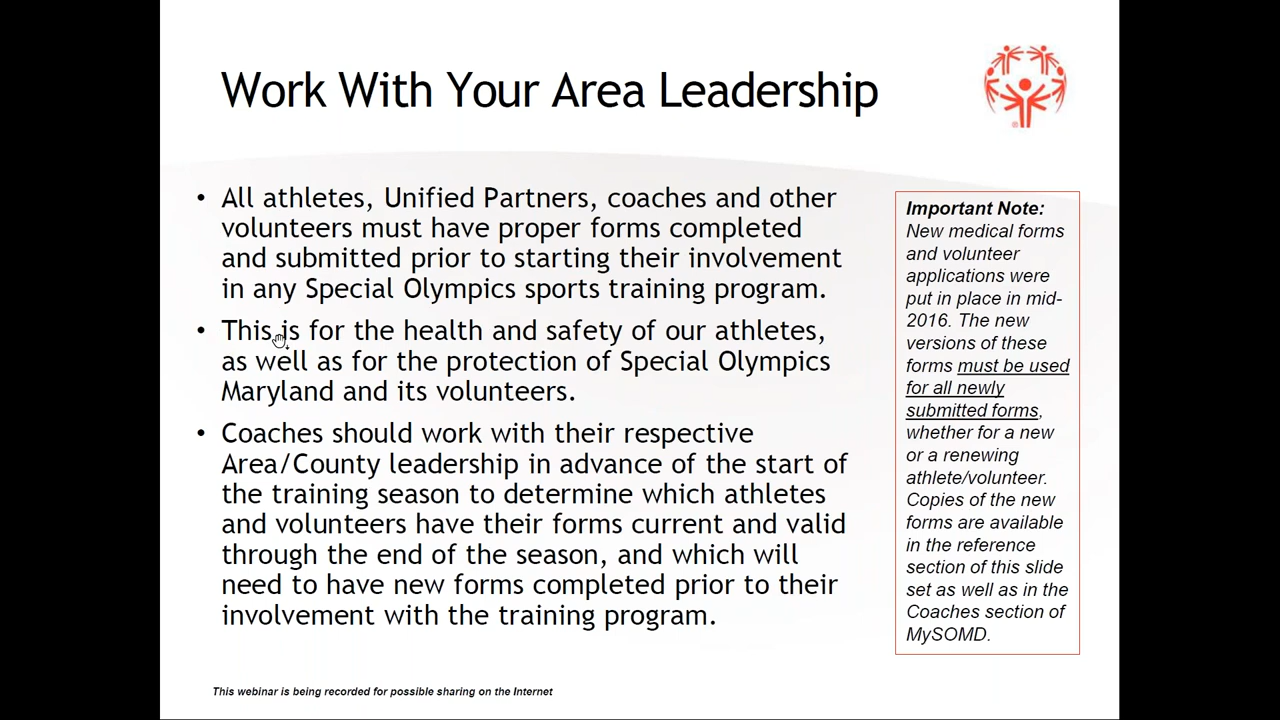 Work With Your Area Leadership
• All athletes, Unified Partners, coaches and other
volunteers must have proper forms completed
and submitted prior to starting their involvement
in any Special Olympics sports training program.
• This is for the health and safety of our athletes,
as well as for the protection of Special Olympics
Maryland and its volunteers.
• Coaches should work with their respective
Area/County leadership in advance of the start of
the training season to determine which athletes
and volunteers have their forms current and valid
through the end of the season, and which will
need to have new forms completed prior to their
involvement with the training program.
Important Note:
New medical forms
and volunteer
applications were
put in place in mid-
2016. The new
versions of these
forms must be used
for all newly
submitted forms,
whether for a new
or a renewing
athlete/volunteer.
Copies of the new
forms are available
in the reference
section of this slide
set as well as in the
Coaches section of
MySOMD.
This webinar is being recorded for possible sharing on the Internet